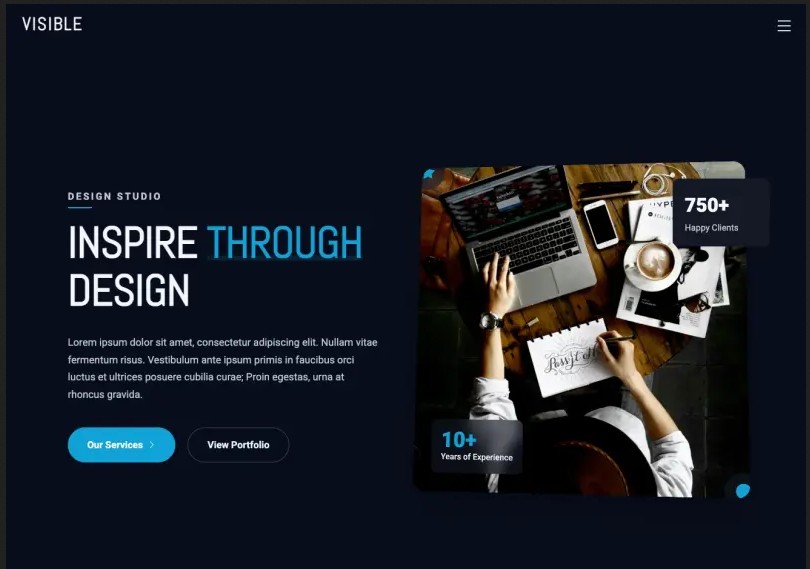 VISIBLE
DESIGN STUDIO
INSPIRE THROUGH
DESIGN
Lorem ipsum dolor sit amet, consectetur adipiscing elit. Nullam vitae
fermentum risus. Vestibulum ante ipsum primis in faucibus orci
luctus et ultrices posuere cubilia curae; Proin egestas, urna at
rhoncus gravida.
Our Services
View Portfolio
750+
Happy Clients
10+
Years of Experience